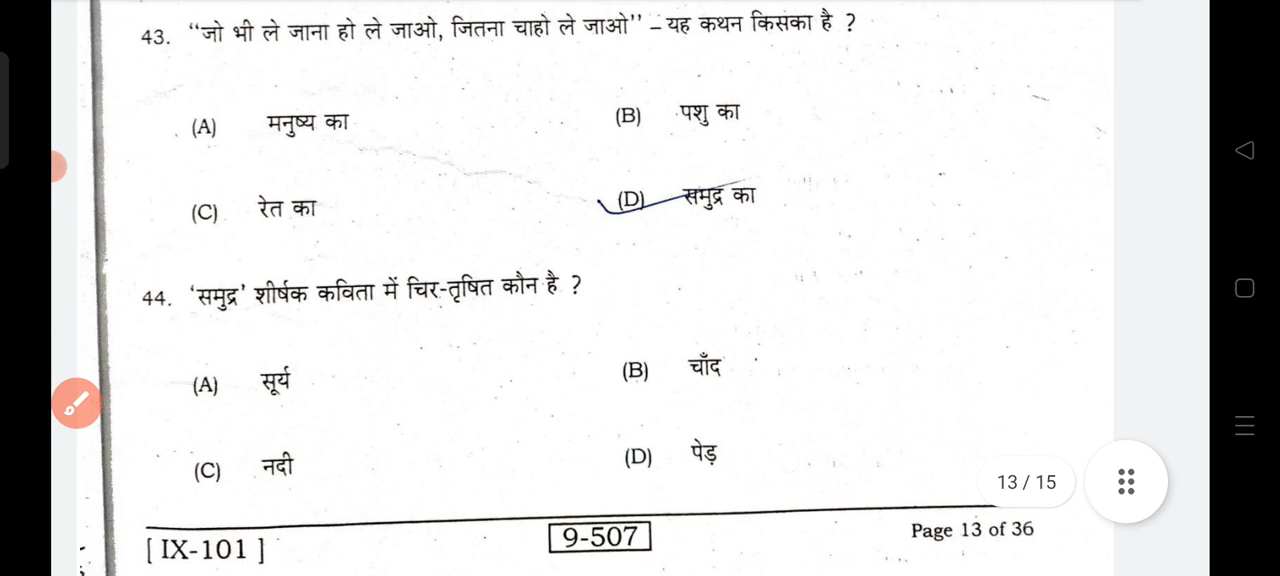 43. “जो भी ले जाना हो ले जाओ, जितना चाहो ले जाओ” – यह कथन किसका है ?
(A) मनुष्य का (B) पशु का
(C) रेत का (D) समुद्र का
44. ‘समुद्र’ शीर्षक कविता में चिर-तृषित कौन है ?
(A) सूर्य (B) चाँद
(C) नदी (D) पेड़
13 / 15
[ IX-101 ] 9-507 Page 13 of 36